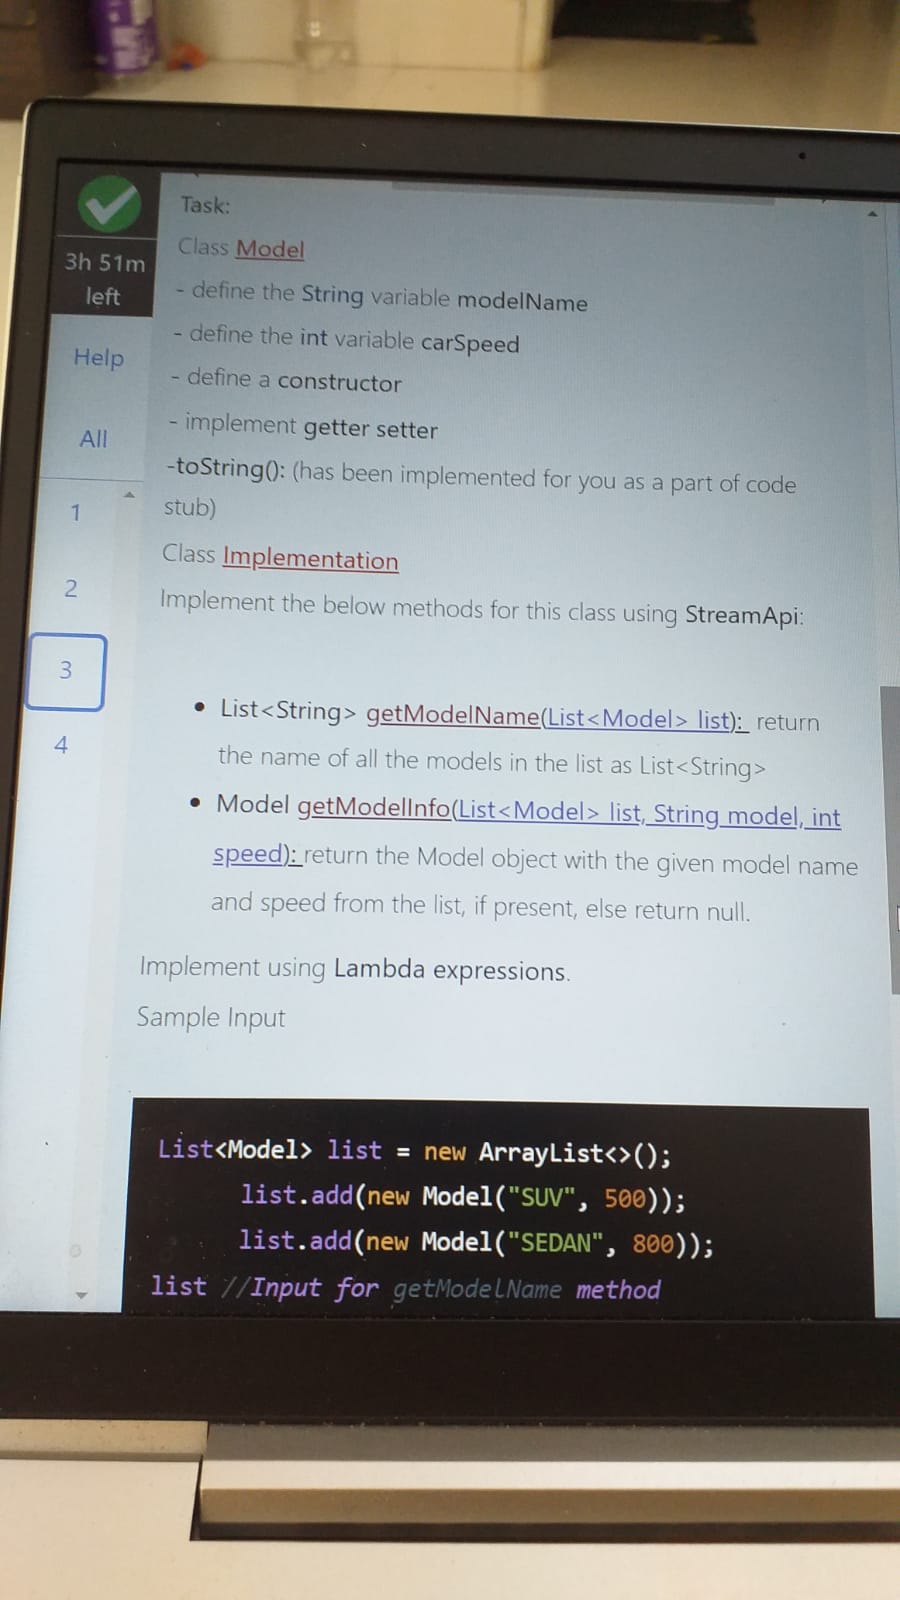 Task:
Class Model
3h 51m
left
- define the String variable modelName
- define the int variable carSpeed
Help
- define a constructor
- implement getter setter
All
-toString(): (has been implemented for you as a part of code
stub)
1
Class Implementation
2
Implement the below methods for this class using StreamApi:
3
List<String> getModelName(List<Model> list): return
4
the name of all the models in the list as List<String>
Model getModelInfo(List<Model> list, String model, int
speed): return the Model object with the given model name
and speed from the list, if present, else return null.
Implement using Lambda expressions.
Sample Input
List<Model> list = new ArrayList<>();
list.add(new Model("SUV", 500));
list.add(new Model("SEDAN", 800));
list //Input for getModelName method